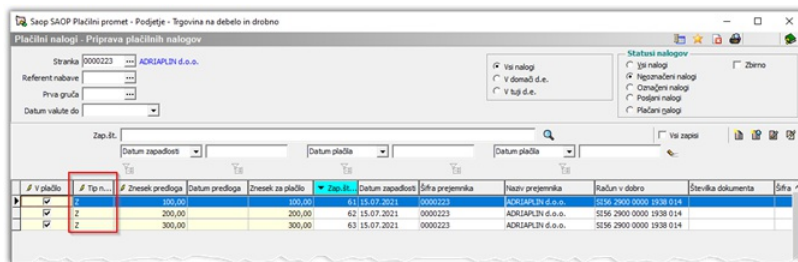 Saop SAOP Plačilni promet - Podjetje - Trgovina na debelo in drobno
Plačilni nalogi - Priprava plačilnih nalogov
Stranka 0000223 ... ADRIAPLIN d.o.o.
Referent nabave ...
Prva gruča ...
Datum valute do
Vsi nalogi
V domači d.e.
V tuji d.e.
Statusi nalogov
Vsi nalogi
Neoznačeni nalogi
Označeni nalogi
Poslani nalogi
Plačani nalogi
Zbirno
Zap.št.
Vsi zapisi
Datum zapadlosti Datum plačila Datum plačila
V plačilo Tip n... Znesek predloga Datum predloga Znesek za plačilo Zap.št... Datum zapadlosti Šifra prejemnika Naziv prejemnika Račun v dobro Številka dokumenta Šifra
Z 100,00 100,00 61 15.07.2021 0000223 ADRIAPLIN d.o.o. SI56 2900 0000 1938 014
Z 200,00 200,00 62 15.07.2021 0000223 ADRIAPLIN d.o.o. SI56 2900 0000 1938 014
Z 300,00 300,00 63 15.07.2021 0000223 ADRIAPLIN d.o.o. SI56 2900 0000 1938 014